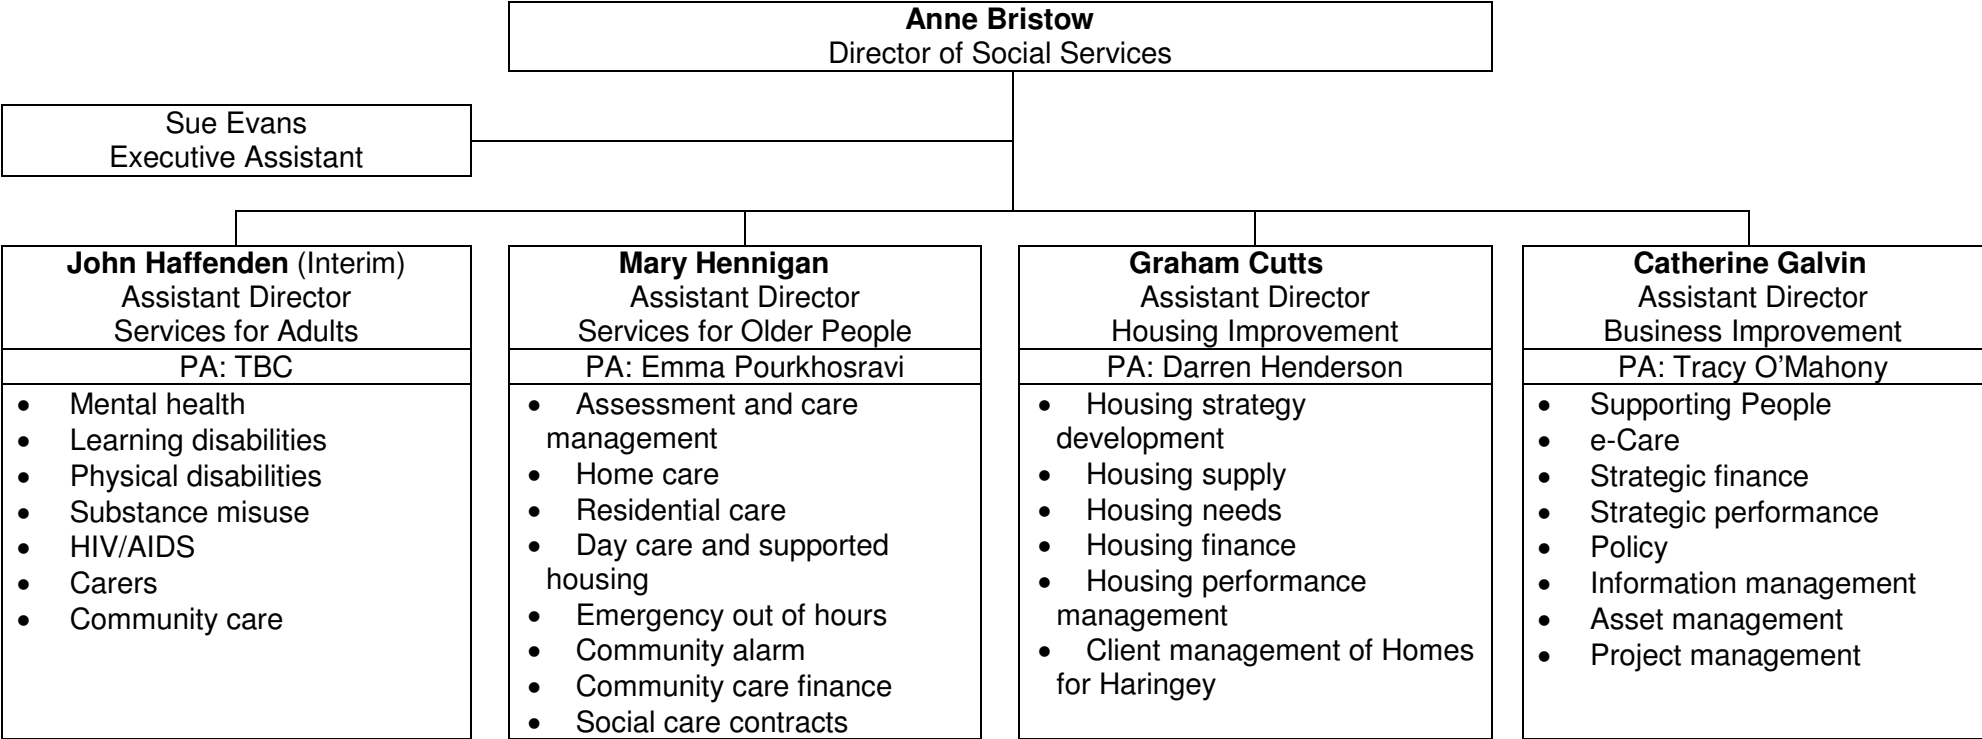 Anne Bristow
Director of Social Services
Sue Evans
Executive Assistant
John Haffenden (Interim)
Assistant Director
Services for Adults
PA: TBC
• Mental health
• Learning disabilities
• Physical disabilities
• Substance misuse
• HIV/AIDS
• Carers
• Community care
Mary Hennigan
Assistant Director
Services for Older People
PA: Emma Pourkhosravi
• Assessment and care
management
• Home care
• Residential care
• Day care and supported
housing
• Emergency out of hours
• Community alarm
• Community care finance
• Social care contracts
Graham Cutts
Assistant Director
Housing Improvement
PA: Darren Henderson
• Housing strategy
development
• Housing supply
• Housing needs
• Housing finance
• Housing performance
management
• Client management of Homes
for Haringey
Catherine Galvin
Assistant Director
Business Improvement
PA: Tracy O’Mahony
• Supporting People
• e-Care
• Strategic finance
• Strategic performance
• Policy
• Information management
• Asset management
• Project management